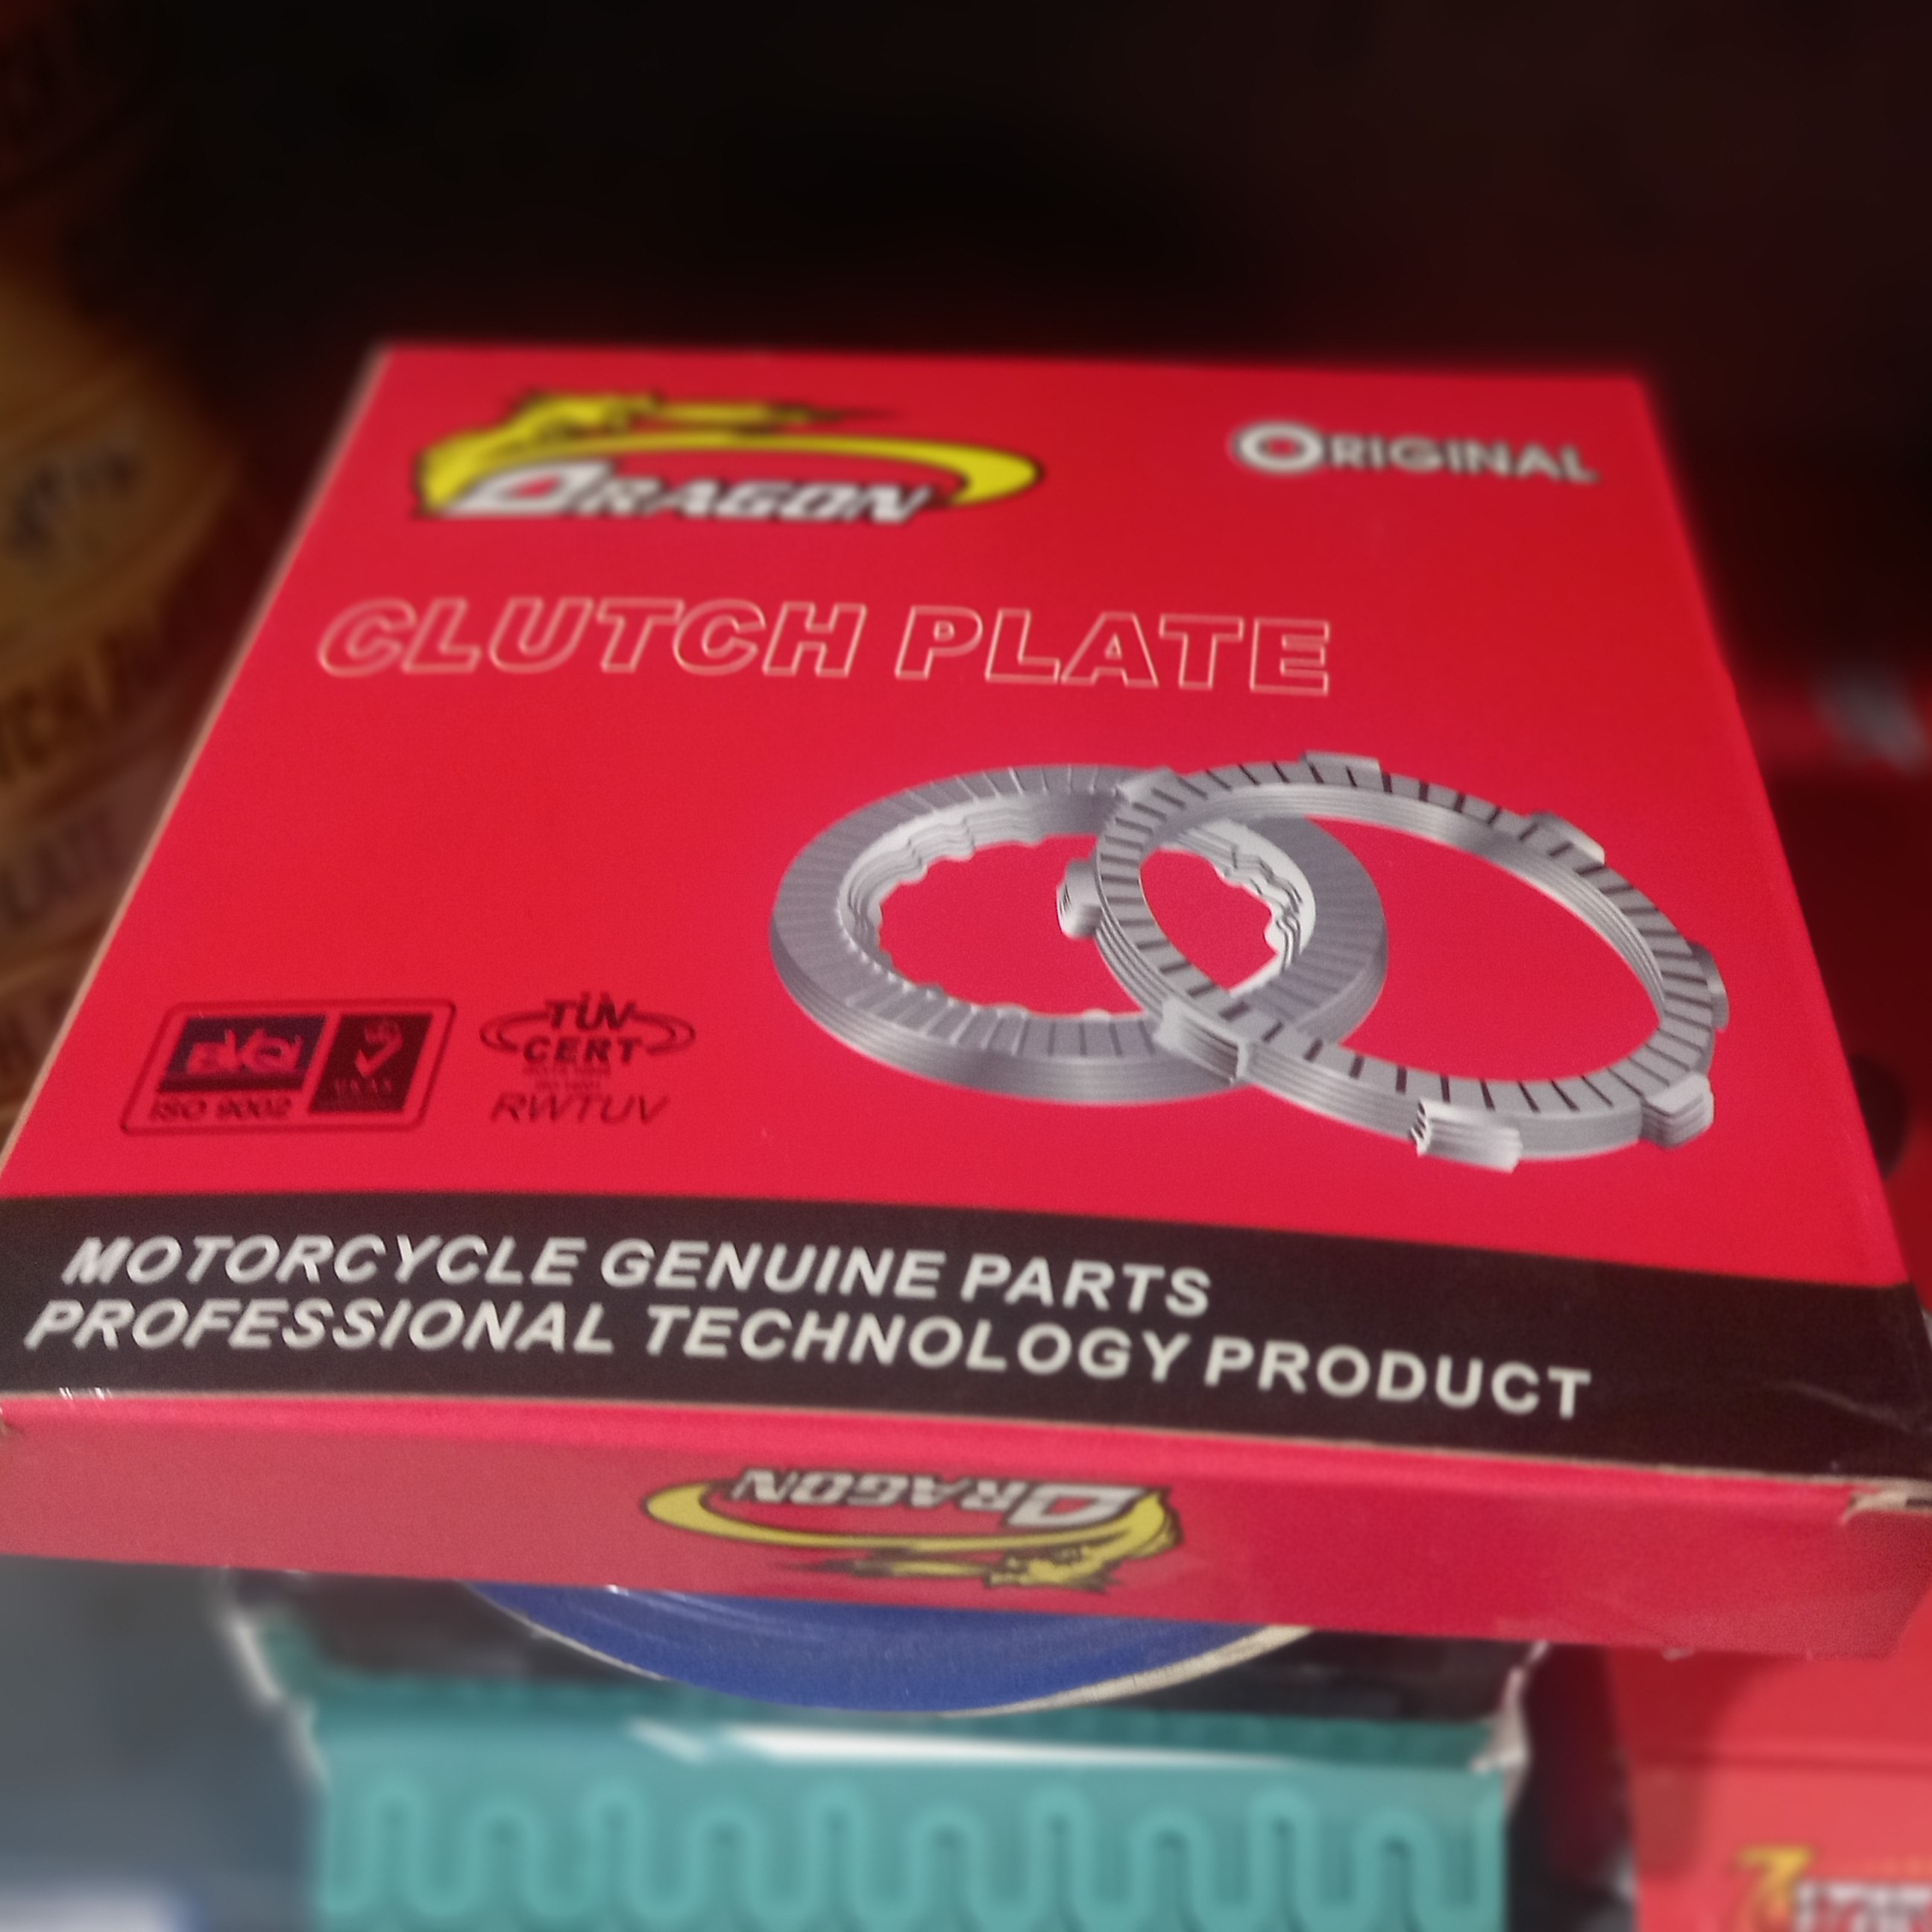 DRAGON
ORIGINAL
CLUTCH PLATE
ISO 9002
TÜV
CERT
RWTUV
MOTORCYCLE GENUINE PARTS
PROFESSIONAL TECHNOLOGY PRODUCT
DRAGON